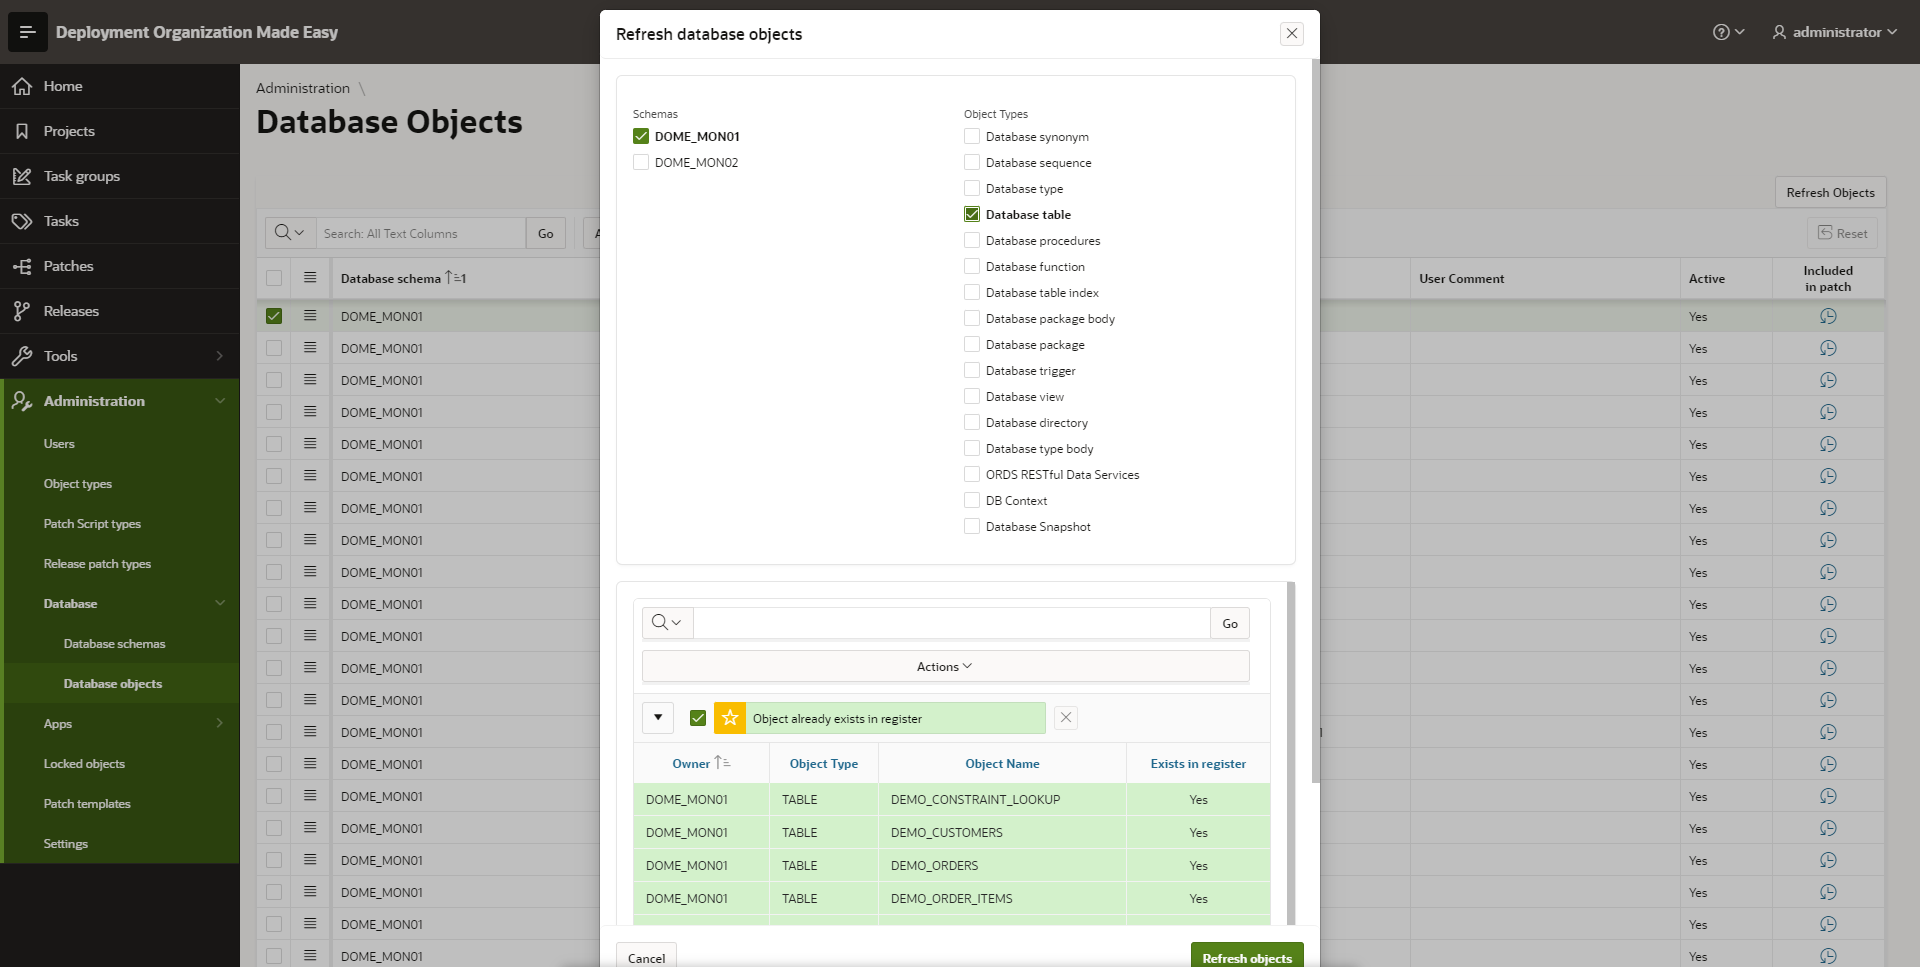 Deployment Organization Made Easy
administrator
Home
Projects
Task groups
Tasks
Patches
Releases
Tools
Administration
Users
Object types
Patch Script types
Release patch types
Database
Database schemas
Database objects
Apps
Locked objects
Patch templates
Settings
Administration \
Database Objects
Refresh Objects
Search: All Text Columns
Go
A
Reset
Database schema 1
User Comment
Active
Included
in patch
DOME_MON01
Yes
DOME_MON01
Yes
DOME_MON01
Yes
DOME_MON01
Yes
DOME_MON01
Yes
DOME_MON01
Yes
DOME_MON01
Yes
DOME_MON01
Yes
DOME_MON01
Yes
DOME_MON01
Yes
DOME_MON01
Yes
DOME_MON01
Yes
DOME_MON01
Yes
DOME_MON01
Yes
DOME_MON01
Yes
DOME_MON01
Yes
DOME_MON01
Yes
DOME_MON01
Yes
DOME_MON01
Yes
DOME_MON01
Yes
DOME_MON01
Yes
Refresh database objects
Schemas
DOME_MON01
DOME_MON02
Object Types
Database synonym
Database sequence
Database type
Database table
Database procedures
Database function
Database table index
Database package body
Database package
Database trigger
Database view
Database directory
Database type body
ORDS RESTful Data Services
DB Context
Database Snapshot
Go
Actions
Object already exists in register
Owner
Object Type
Object Name
Exists in register
DOME_MON01 TABLE DEMO_CONSTRAINT_LOOKUP Yes
DOME_MON01 TABLE DEMO_CUSTOMERS Yes
DOME_MON01 TABLE DEMO_ORDERS Yes
DOME_MON01 TABLE DEMO_ORDER_ITEMS Yes
Cancel
Refresh objects